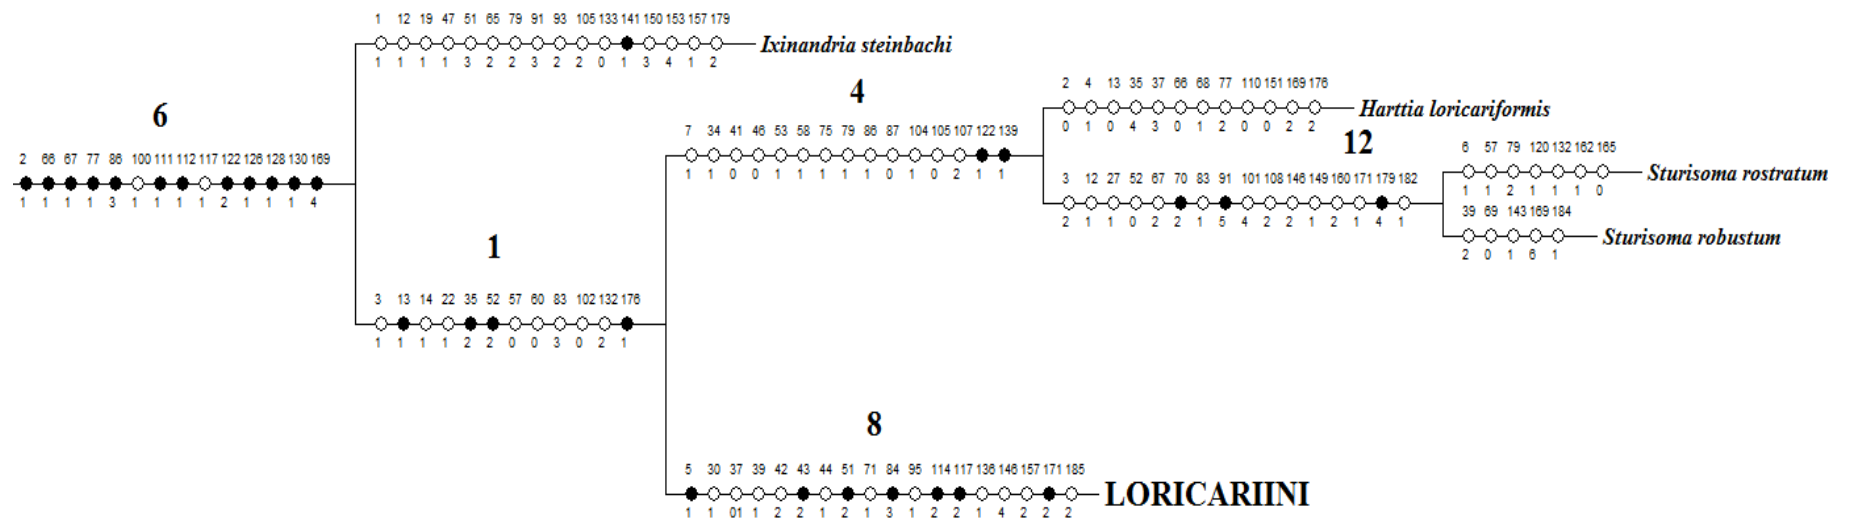 1 12 19 47 51 65 79 91 93 105 133 141 150 153 157 179
Ixinandria steinbachi
1 1 1 1 3 2 2 3 2 2 0 1 3 4 1 2
6
4
2 4 13 35 37 66 68 77 110 151 169 176
Harttia loricariformis
0 1 0 4 3 0 1 2 0 0 2 2
7 34 41 46 53 58 75 79 86 87 104 105 107 122 139
1 1 0 0 1 1 1 1 0 1 0 2 1 1
12
6 57 79 120 132 162 165
Sturisoma rostratum
1 1 2 1 1 1 0
2 66 67 77 86 100 111 112 117 122 126 128 130 169
1 1 1 1 3 1 1 1 1 2 1 1 1 4
3 12 27 52 67 70 83 91 101 108 146 149 160 171 179 182
2 1 1 0 2 2 1 5 4 2 2 1 2 1 4 1
39 69 143 169 184
Sturisoma robustum
2 0 1 6 1
1
3 13 14 22 35 52 57 60 83 102 132 176
1 1 1 1 2 2 0 0 3 0 2 1
8
5 30 37 39 42 43 44 51 71 84 95 114 117 136 146 157 171 185
LORICARIINI
1 1 01 1 2 2 1 2 1 3 1 2 2 1 4 2 2 2